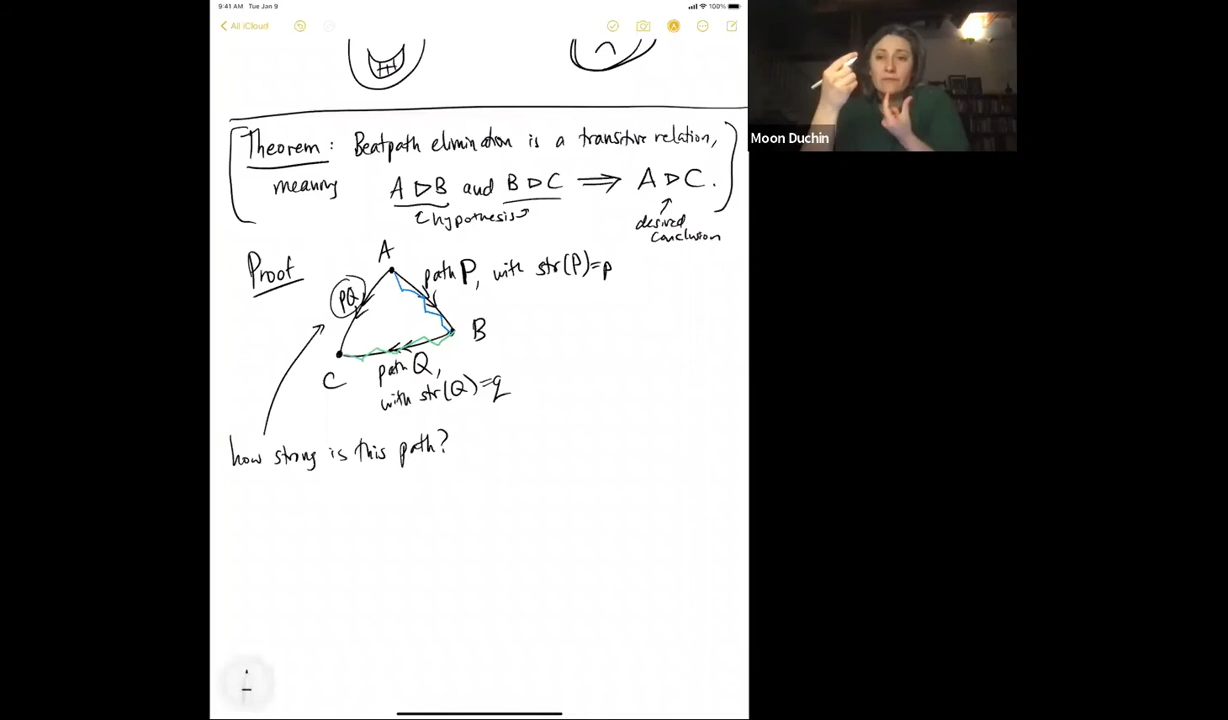 9:41 AM Tue Jan 9
100%
All iCloud
Moon Duchin
Theorem: Beatpath elimination is a transitive relation,
meaning A ▷ B and B ▷ C ⟹ A ▷ C.
hypothesis
desired conclusion
Proof
A
path P, with str(P)=p
PQ
B
C
path Q,
with str(Q)=q
how strong is this path?